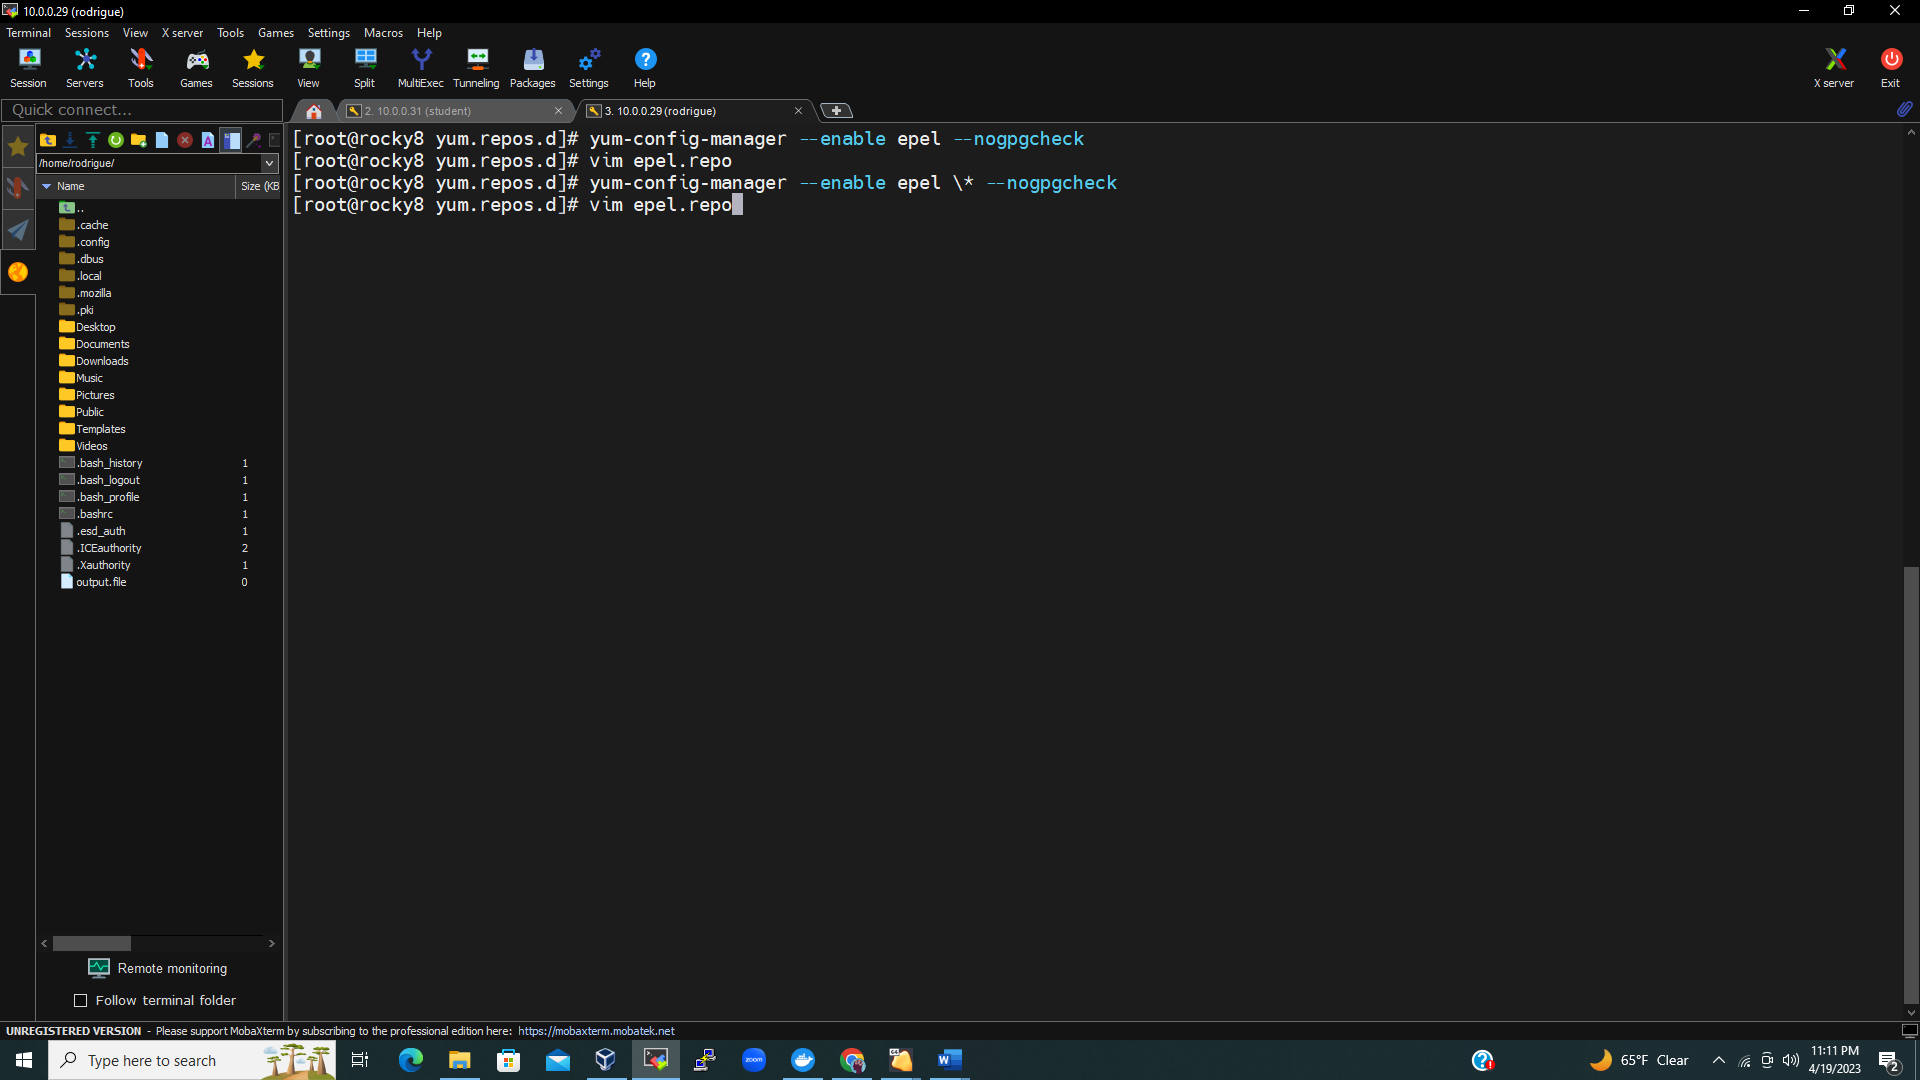 10.0.0.29 (rodrigue)
Terminal Sessions View X server Tools Games Settings Macros Help
Session Servers Tools Games Sessions View Split MultiExec Tunneling Packages Settings Help X server Exit
Quick connect...
2. 10.0.0.31 (student)
3. 10.0.0.29 (rodrigue)
/home/rodrigue/
Name Size (KB
..
.cache
.config
.dbus
.local
.mozilla
.pki
Desktop
Documents
Downloads
Music
Pictures
Public
Templates
Videos
.bash_history 1
.bash_logout 1
.bash_profile 1
.bashrc 1
.esd_auth 1
.ICEauthority 2
.Xauthority 1
output.file 0
Remote monitoring
Follow terminal folder
[root@rocky8 yum.repos.d]# yum-config-manager --enable epel --nogpgcheck
[root@rocky8 yum.repos.d]# vim epel.repo
[root@rocky8 yum.repos.d]# yum-config-manager --enable epel \* --nogpgcheck
[root@rocky8 yum.repos.d]# vim epel.repo
UNREGISTERED VERSION - Please support MobaXterm by subscribing to the professional edition here: https://mobaxterm.mobatek.net
Type here to search
zoom
65°F Clear
11:11 PM
4/19/2023
2